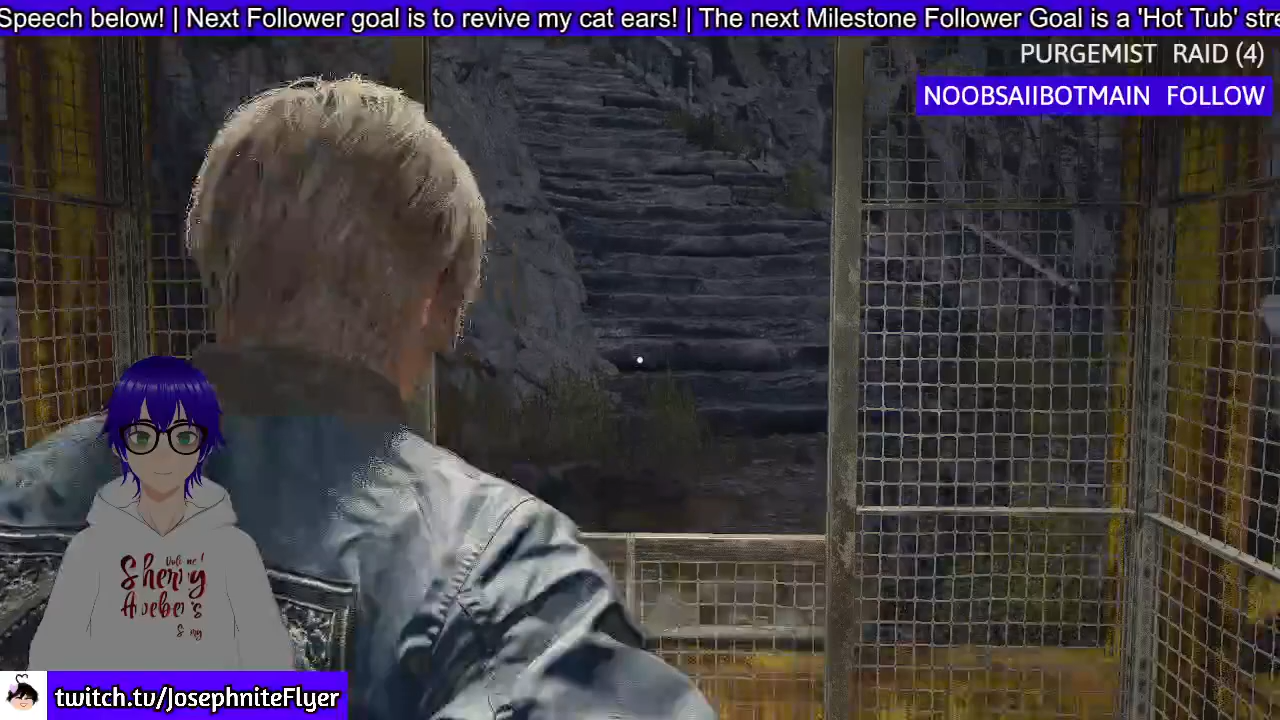 Speech below! | Next Follower goal is to revive my cat ears! | The next Milestone Follower Goal is a 'Hot Tub' stre
PURGEMIST RAID (4)
NOOBSAIIBOTMAIN FOLLOW
Sherry
twitch.tv/JosephniteFlyer